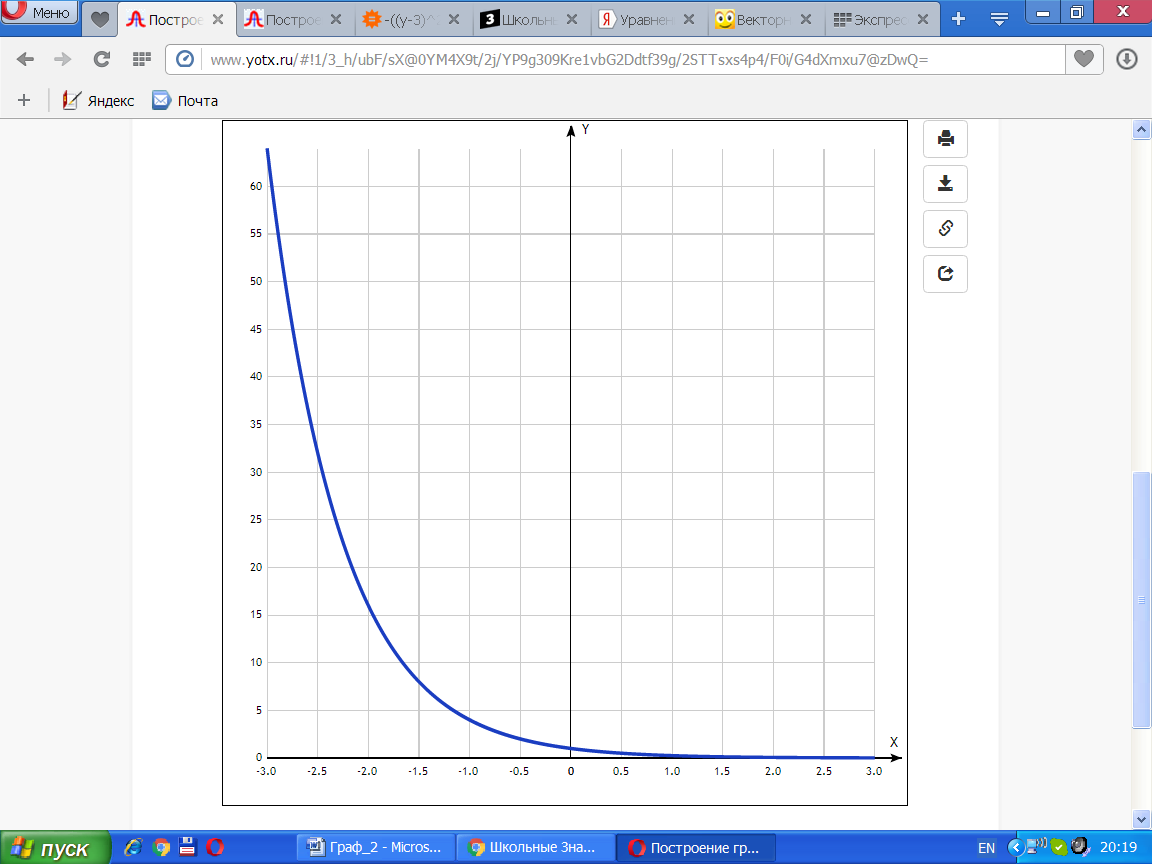 Меню
Построе
Построе
-((y-3)^
Школьн
Уравнен
Векторн
Экспрес
www.yotx.ru/#!1/3_h/ubF/sX@0YM4X9t/2j/YP9g309Kre1vbG2Ddtf39g/2STTsxs4p4/F0i/G4dXmxu7@zDwQ=
Яндекс
Почта
Y
60
55
50
45
40
35
30
25
20
15
10
5
0
X
-3.0 -2.5 -2.0 -1.5 -1.0 -0.5 0 0.5 1.0 1.5 2.0 2.5 3.0
пуск
Граф_2 - Micros...
Школьные Зна...
Построение гр...
EN
20:19